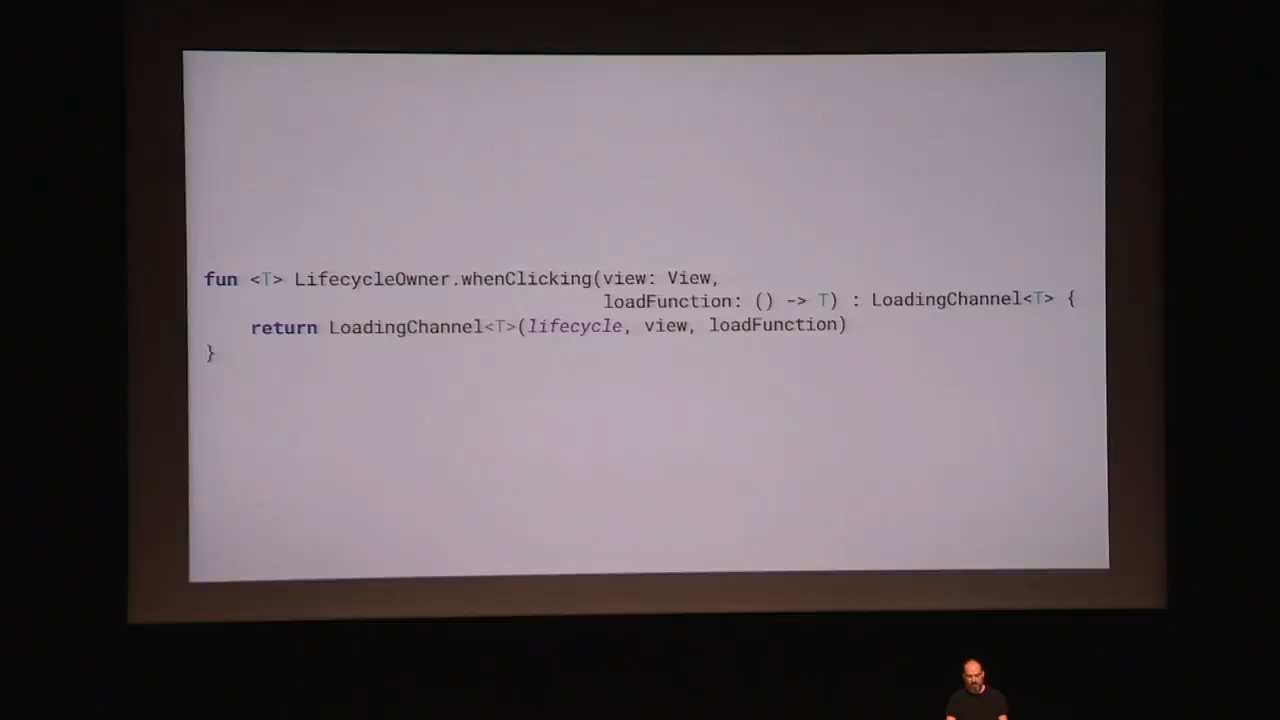 fun <T> LifecycleOwner.whenClicking(view: View,
loadFunction: () -> T) : LoadingChannel<T> {
return LoadingChannel<T>(lifecycle, view, loadFunction)
}